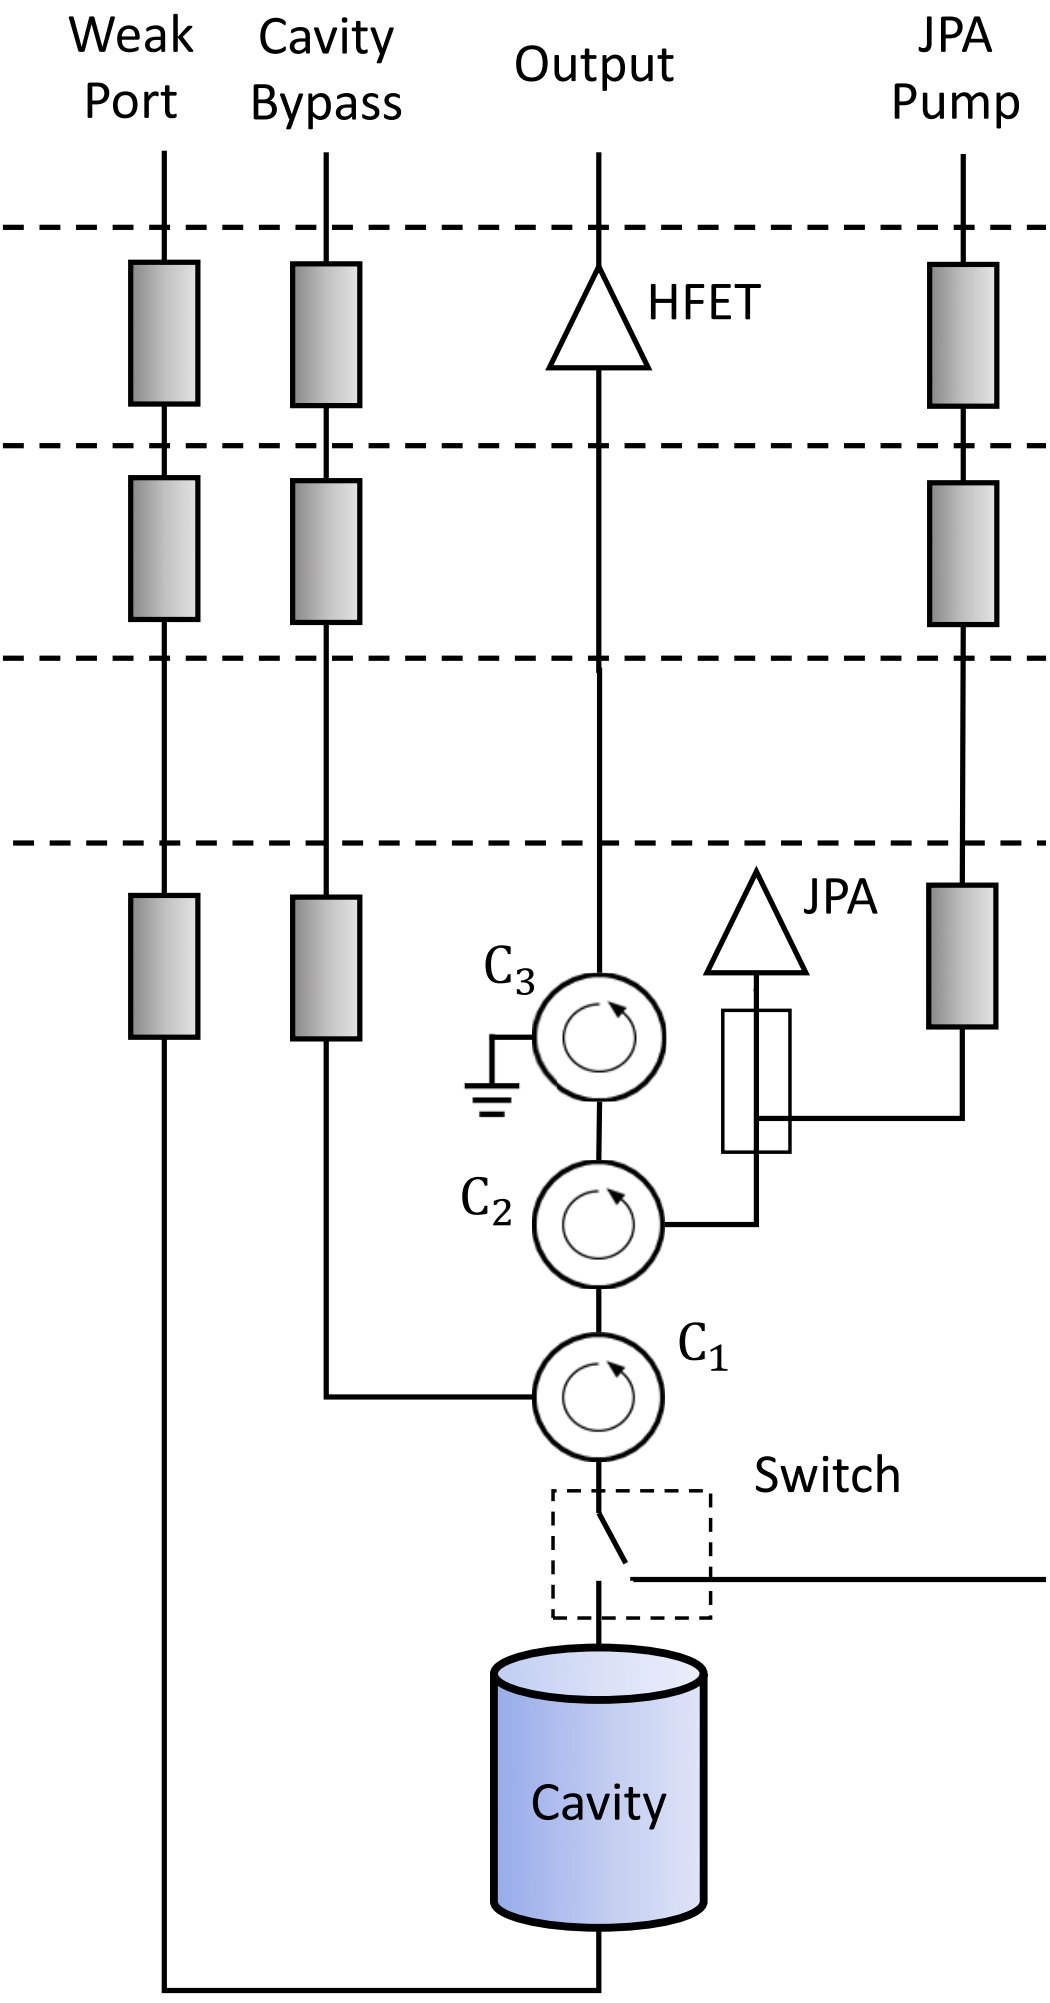 Weak
Port
Cavity
Bypass
Output
JPA
Pump
HFET
JPA
C₃
C₂
C₁
Switch
Cavity